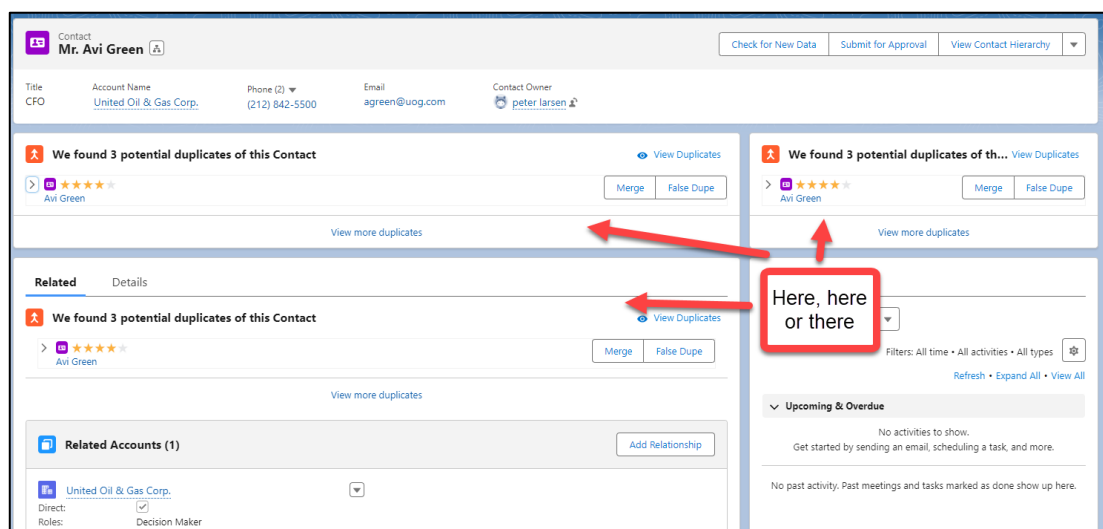 Contact
Mr. Avi Green
Check for New Data
Submit for Approval
View Contact Hierarchy
Title
Account Name
Phone (2)
Email
Contact Owner
CFO
United Oil & Gas Corp.
(212) 842-5500
agreen@uog.com
peter larsen
We found 3 potential duplicates of this Contact
View Duplicates
Avi Green
Merge
False Dupe
View more duplicates
We found 3 potential duplicates of th...
View Duplicates
Avi Green
Merge
False Dupe
View more duplicates
Here, here
or there
Related
Details
We found 3 potential duplicates of this Contact
View Duplicates
Avi Green
Merge
False Dupe
View more duplicates
Related Accounts (1)
Add Relationship
United Oil & Gas Corp.
Direct:
Roles:
Decision Maker
Filters: All time • All activities • All types
Refresh • Expand All • View All
Upcoming & Overdue
No activities to show.
Get started by sending an email, scheduling a task, and more.
No past activity. Past meetings and tasks marked as done show up here.